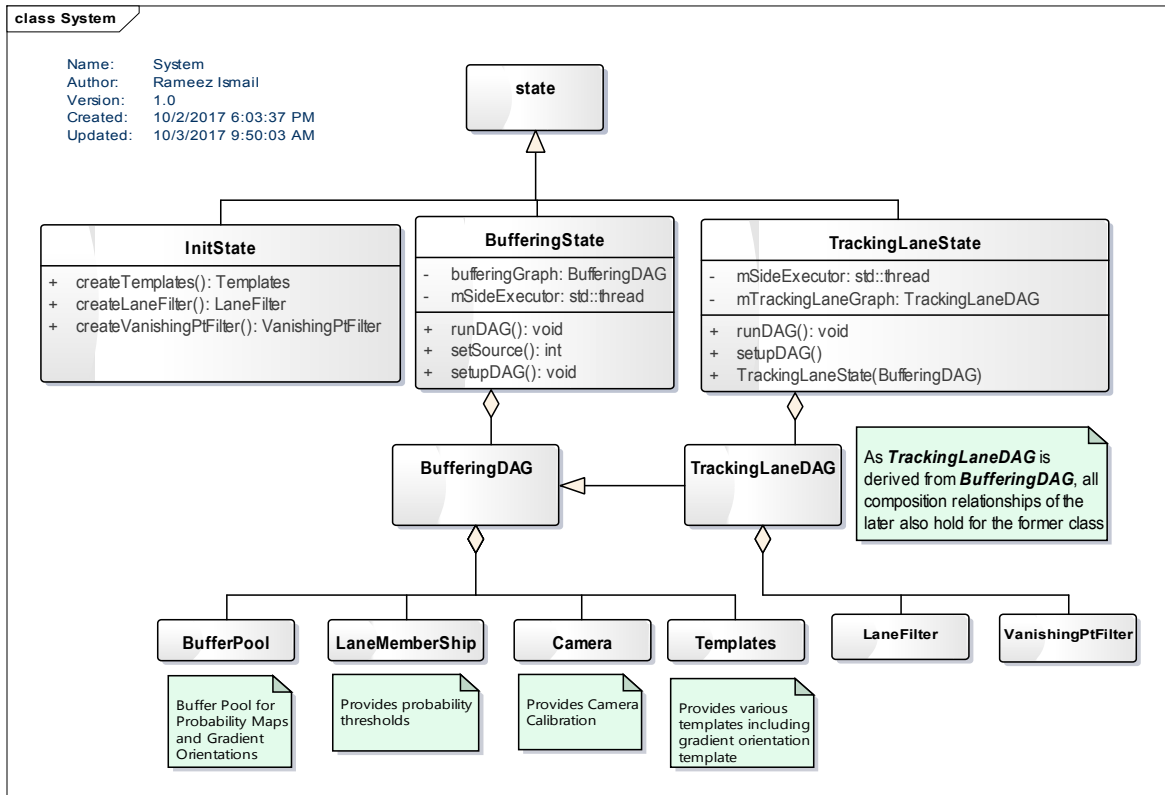 class System
Name: System
Author: Rameez Ismail
Version: 1.0
Created: 10/2/2017 6:03:37 PM
Updated: 10/3/2017 9:50:03 AM
state
InitState
+ createTemplates(): Templates
+ createLaneFilter(): LaneFilter
+ createVanishingPtFilter(): VanishingPtFilter
BufferingState
- bufferingGraph: BufferingDAG
- mSideExecutor: std::thread
+ runDAG(): void
+ setSource(): int
+ setupDAG(): void
TrackingLaneState
- mSideExecutor: std::thread
- mTrackingLaneGraph: TrackingLaneDAG
+ runDAG(): void
+ setupDAG()
+ TrackingLaneState(BufferingDAG)
BufferingDAG
TrackingLaneDAG
As TrackingLaneDAG is
derived from BufferingDAG, all
composition relationships of the
later also hold for the former class
BufferPool
LaneMemberShip
Camera
Templates
LaneFilter
VanishingPtFilter
Buffer Pool for
Probability Maps
and Gradient
Orientations
Provides probability
thresholds
Provides Camera
Calibration
Provides various
templates including
gradient orientation
template